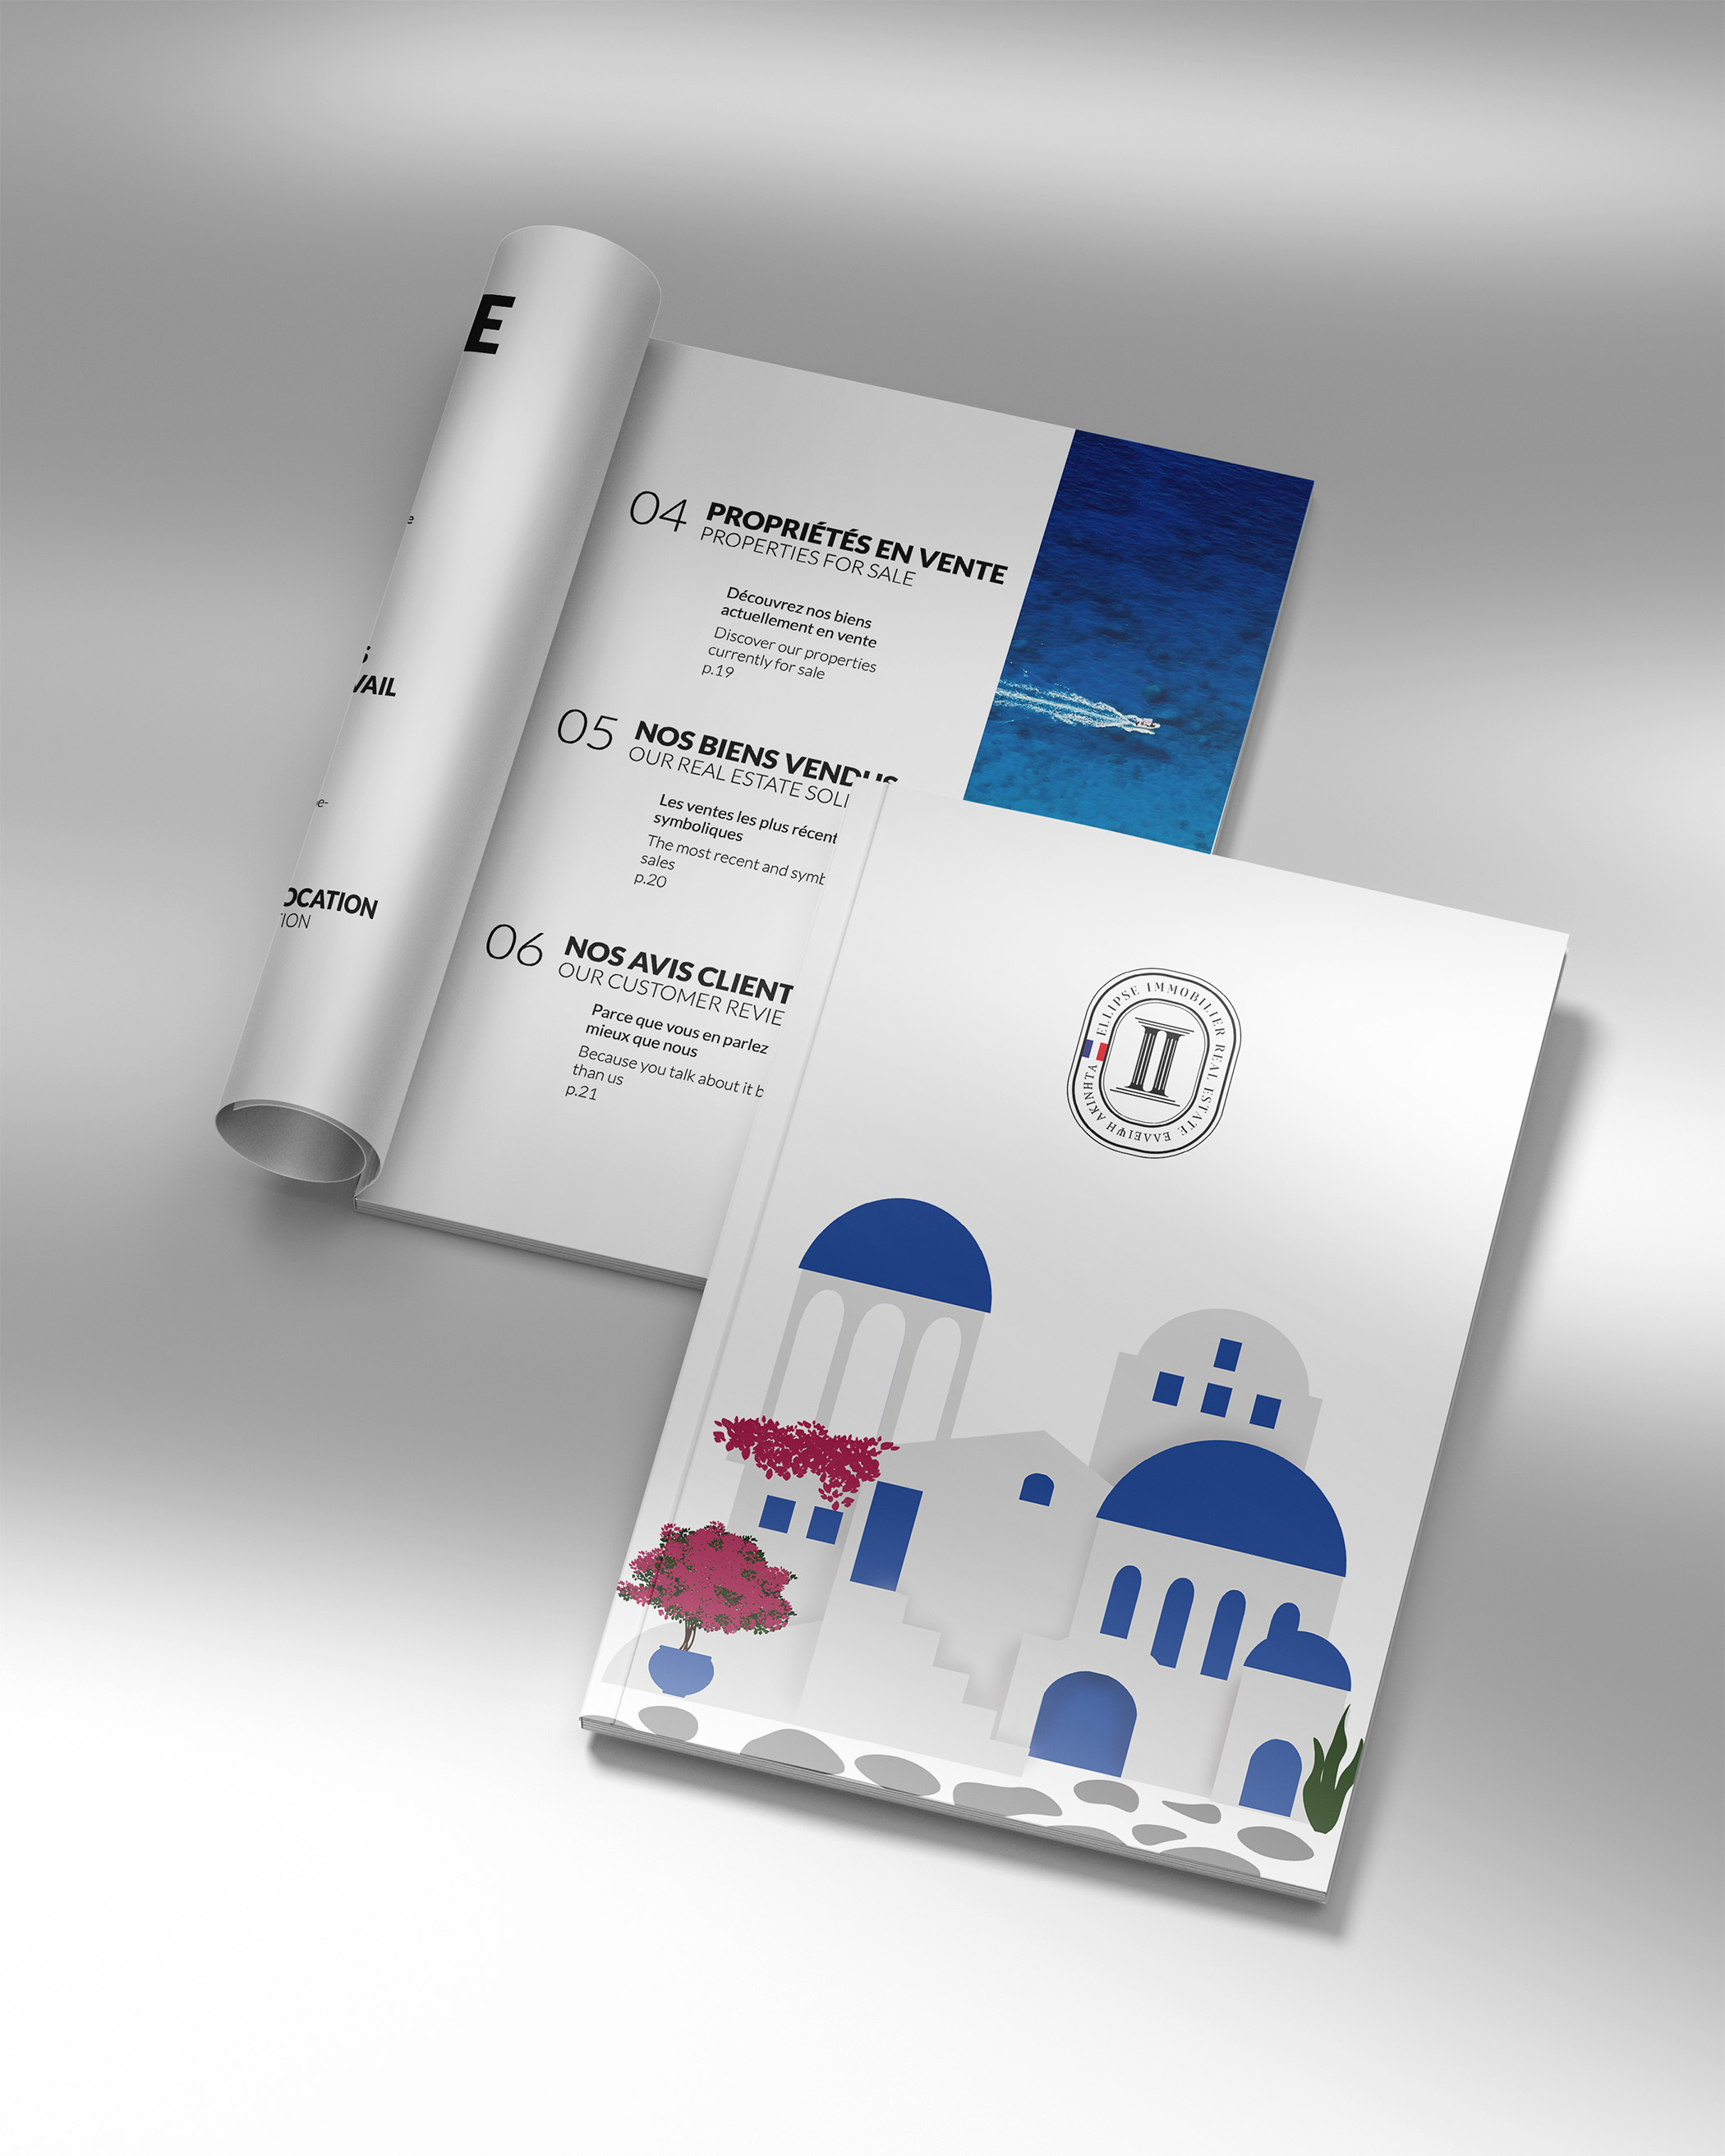 E
VAIL
OCATION
04 PROPRIÉTÉS EN VENTE
PROPERTIES FOR SALE
Découvrez nos biens
actuellement en vente
Discover our properties
currently for sale
p.19
05 NOS BIENS VENDUS
OUR REAL ESTATE SOL
Les ventes les plus récent
symboliques
The most recent and symb
sales
p.20
06 NOS AVIS CLIENT
OUR CUSTOMER REVIE
Parce que vous en parlez
mieux que nous
Because you talk about it b
than us
p.21
ELLIPSE IMMOBILIER REAL ESTATE ΕΛΛΕΙΨΗ ΑΚΙΝΗΤΑ